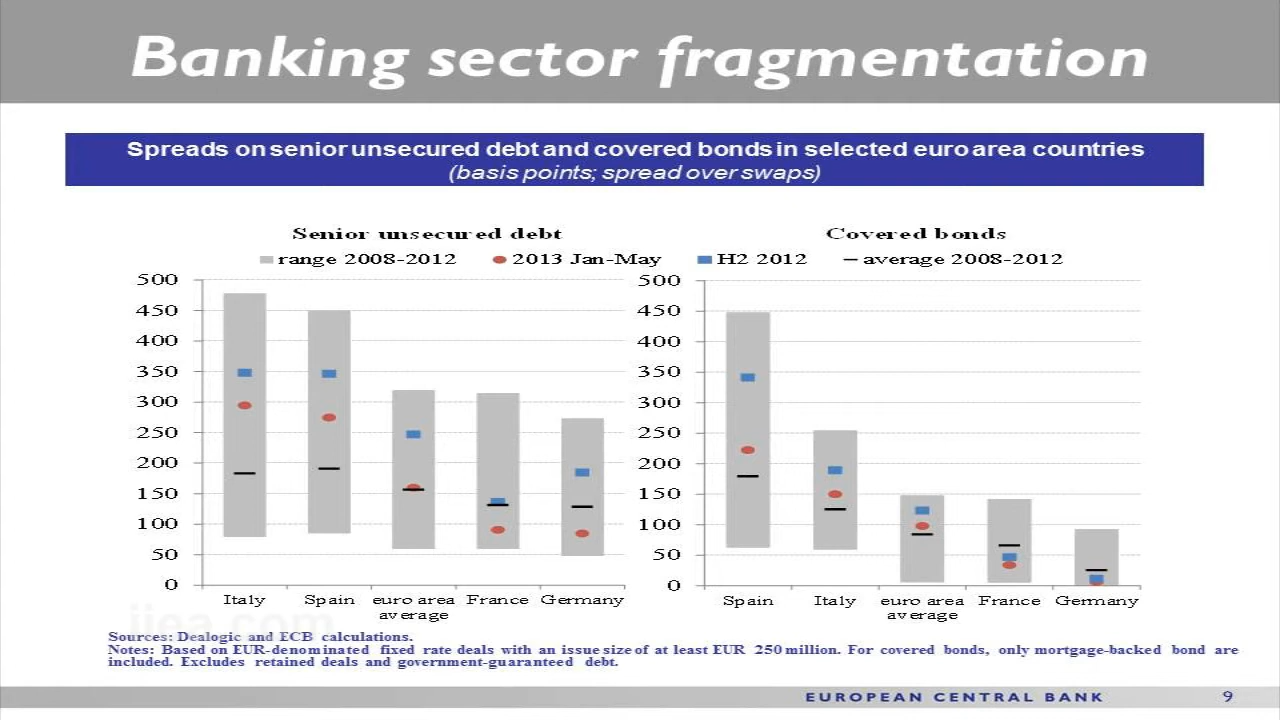 Banking sector fragmentation
Spreads on senior unsecured debt and covered bonds in selected euro area countries
(basis points; spread over swaps)
Senior unsecured debt
Covered bonds
range 2008-2012 2013 Jan-May H2 2012 average 2008-2012
500
450
400
350
300
250
200
150
100
50
0
Italy Spain euro area average France Germany
500
450
400
350
300
250
200
150
100
50
0
Spain Italy euro area average France Germany
iiea.com
Sources: Dealogic and ECB calculations.
Notes: Based on EUR-denominated fixed rate deals with an issue size of at least EUR 250 million. For covered bonds, only mortgage-backed bond are
included. Excludes retained deals and government-guaranteed debt.
EUROPEAN CENTRAL BANK 9